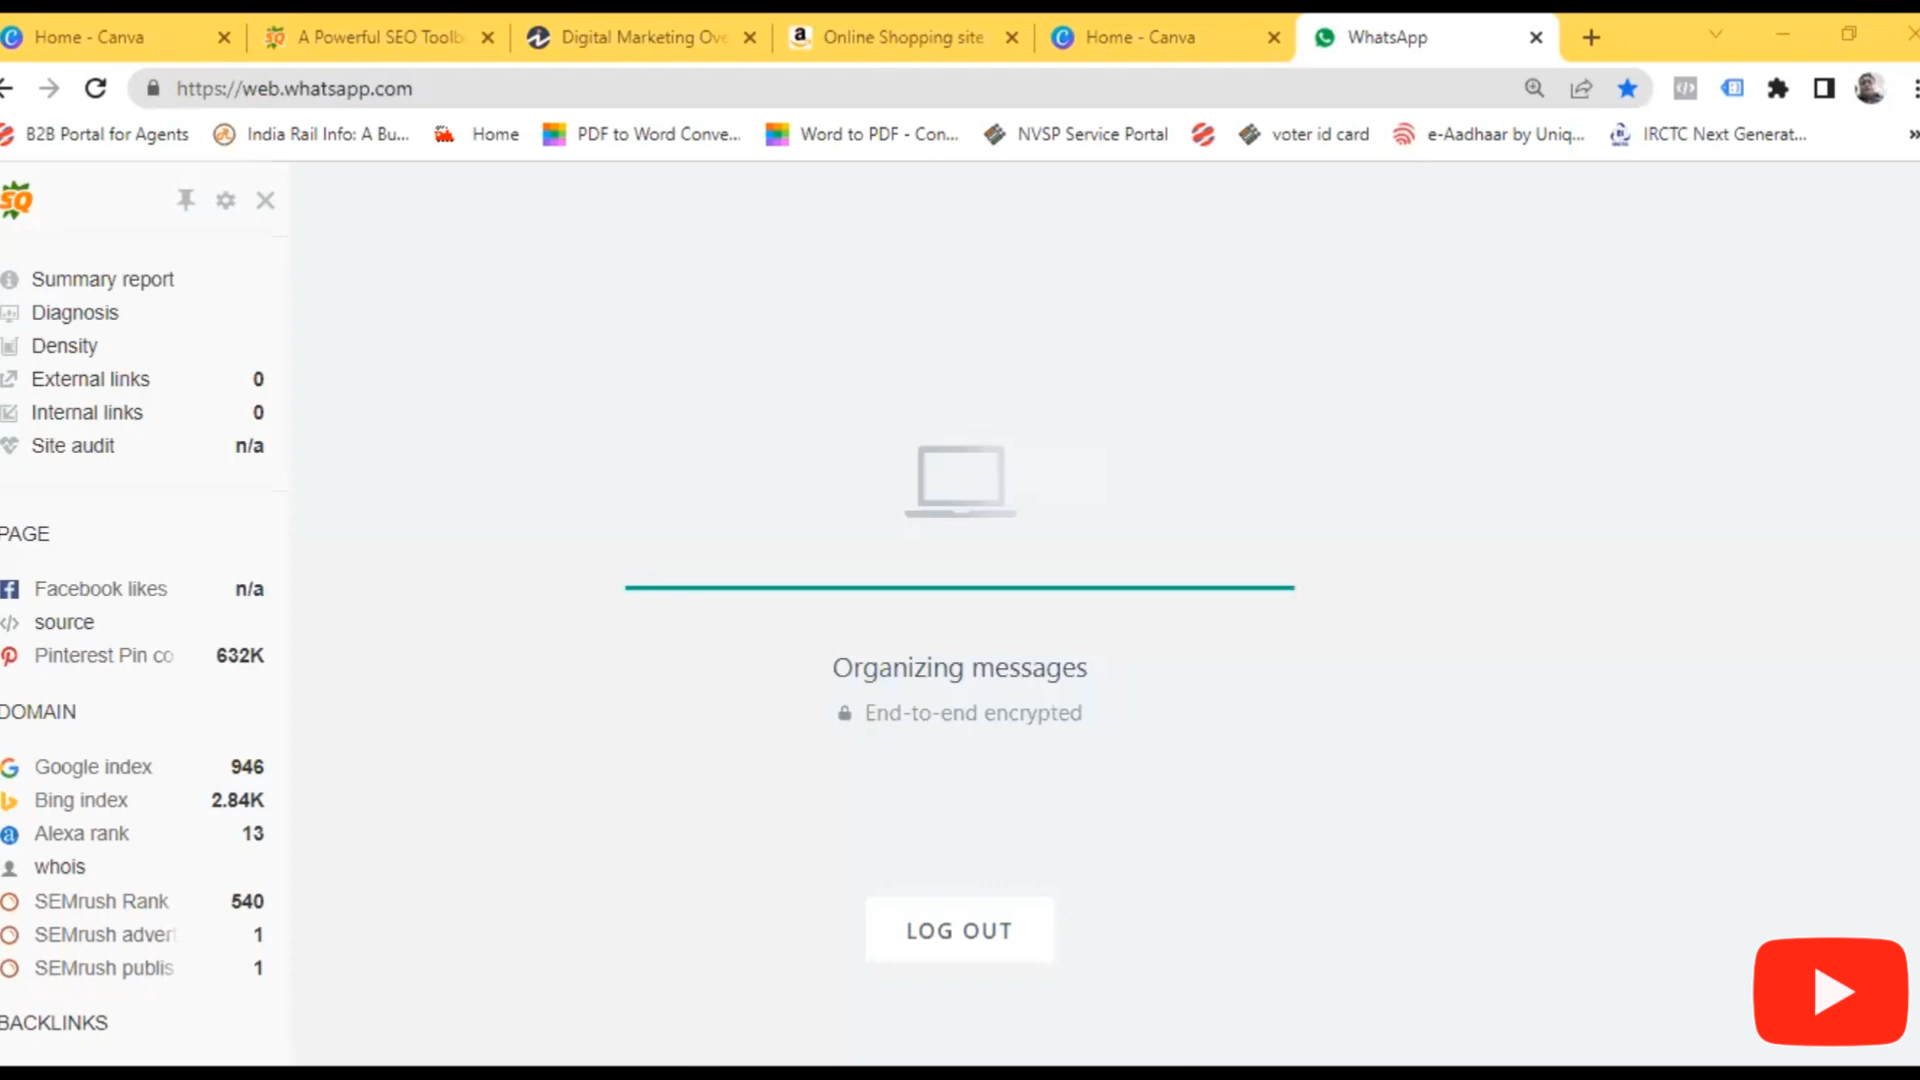 Home - Canva
A Powerful SEO Toolb
Digital Marketing Ove
Online Shopping site
Home - Canva
WhatsApp
https://web.whatsapp.com
B2B Portal for Agents
India Rail Info: A Bu...
Home
PDF to Word Conve...
Word to PDF - Con...
NVSP Service Portal
voter id card
e-Aadhaar by Uniq...
IRCTC Next Generat...
SQ
Summary report
Diagnosis
Density
External links 0
Internal links 0
Site audit n/a
PAGE
Facebook likes n/a
source
Pinterest Pin co 632K
DOMAIN
Google index 946
Bing index 2.84K
Alexa rank 13
whois
SEMrush Rank 540
SEMrush advert 1
SEMrush publis 1
BACKLINKS
Organizing messages
End-to-end encrypted
LOG OUT